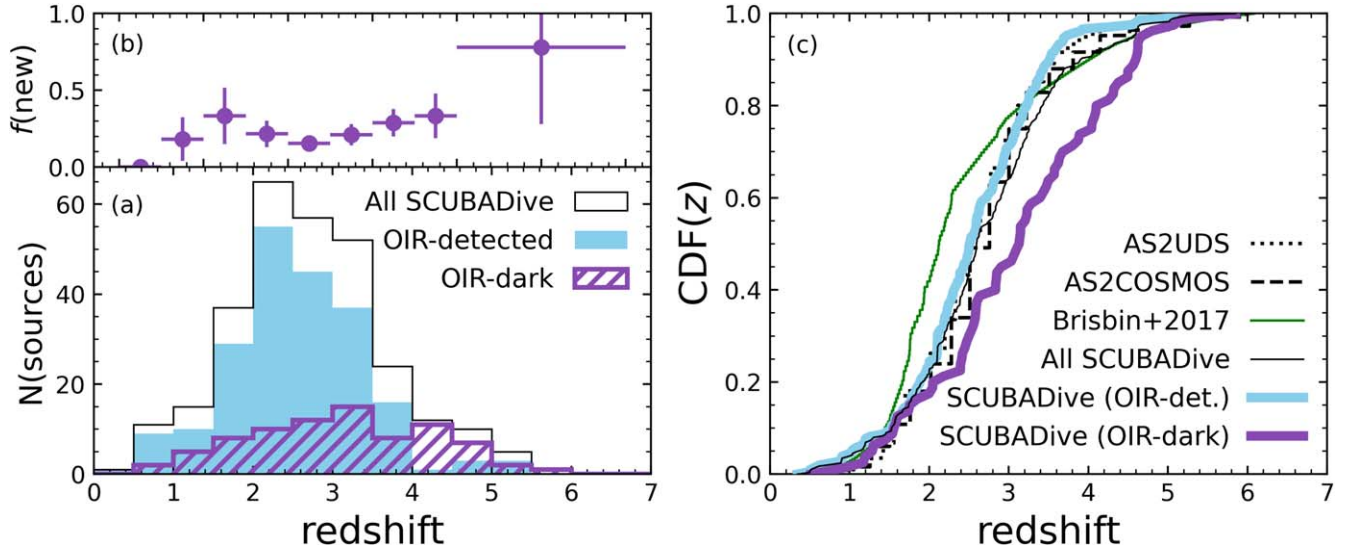 (b)
f(new)
1.0
0.5
0.0
(a)
All SCUBADive
OIR-detected
OIR-dark
N(sources)
60
40
20
0
0 1 2 3 4 5 6 7
redshift
(c)
CDF(z)
1.0
0.8
0.6
0.4
0.2
0.0
AS2UDS
AS2COSMOS
Brisbin+2017
All SCUBADive
SCUBADive (OIR-det.)
SCUBADive (OIR-dark)
0 1 2 3 4 5 6 7
redshift